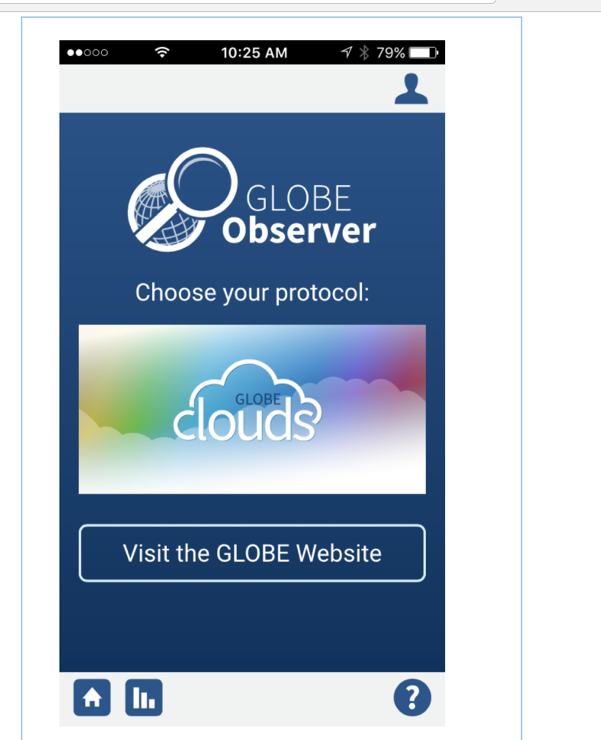 10:25 AM 79%
GLOBE
Observer
Choose your protocol:
GLOBE
clouds
Visit the GLOBE Website
?